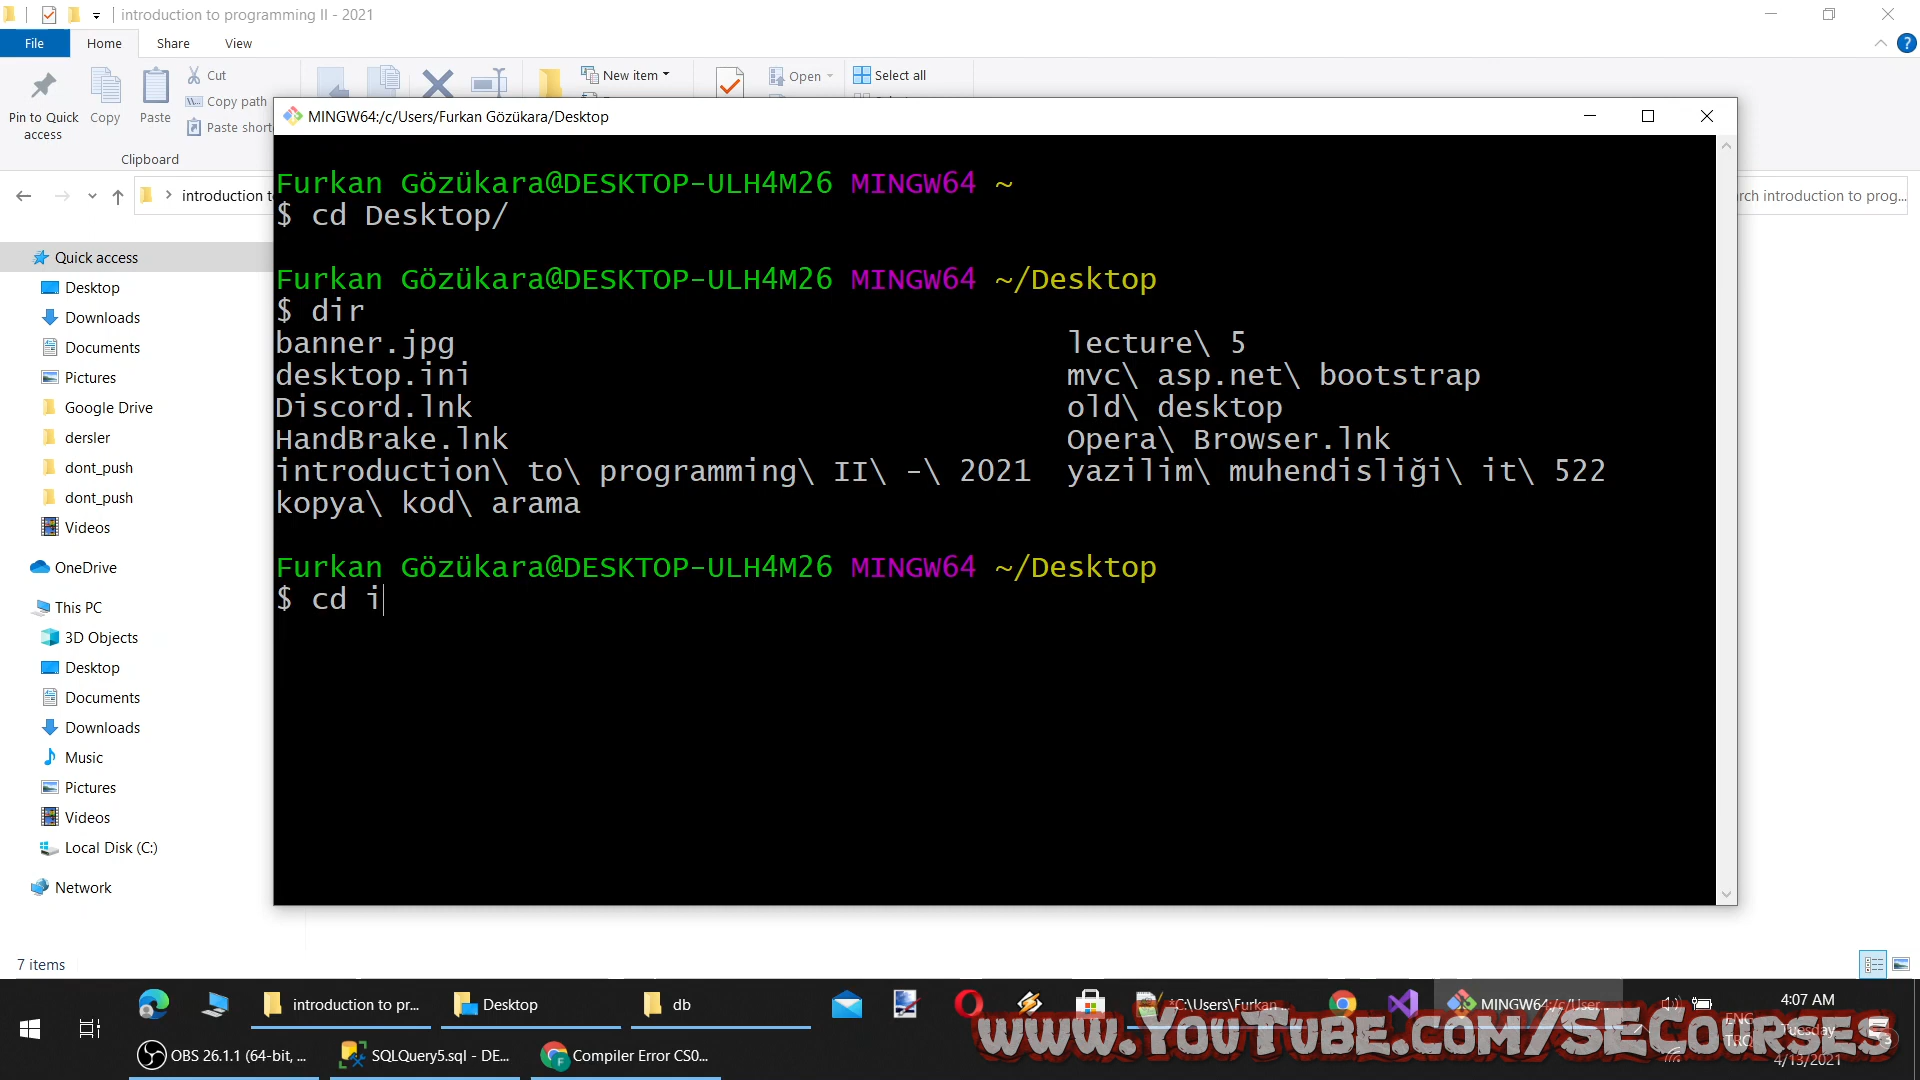 introduction to programming II - 2021
File Home Share View
Cut
New item
Open
Select all
Copy path
Pin to Quick access
Copy
Paste
Paste short
Clipboard
MINGW64:/c/Users/Furkan Gözükara/Desktop
introduction to
rch introduction to prog...
Furkan Gözükara@DESKTOP-ULH4M26 MINGW64 ~
$ cd Desktop/
Furkan Gözükara@DESKTOP-ULH4M26 MINGW64 ~/Desktop
$ dir
banner.jpg lecture\ 5
desktop.ini mvc\ asp.net\ bootstrap
Discord.lnk old\ desktop
HandBrake.lnk Opera\ Browser.lnk
introduction\ to\ programming\ II\ -\ 2021 yazilim\ muhendisliği\ it\ 522
kopya\ kod\ arama
Furkan Gözükara@DESKTOP-ULH4M26 MINGW64 ~/Desktop
$ cd i
Quick access
Desktop
Downloads
Documents
Pictures
Google Drive
dersler
dont_push
dont_push
Videos
OneDrive
This PC
3D Objects
Desktop
Documents
Downloads
Music
Pictures
Videos
Local Disk (C:)
Network
7 items
introduction to pr...
Desktop
db
*C:\Users\Furkan
MINGW64:/c/User
4:07 AM
ENG
Tuesday
4/13/2021
OBS 26.1.1 (64-bit, ...
SQLQuery5.sql - DE...
Compiler Error CS0...
www.YouTube.com/SECourses